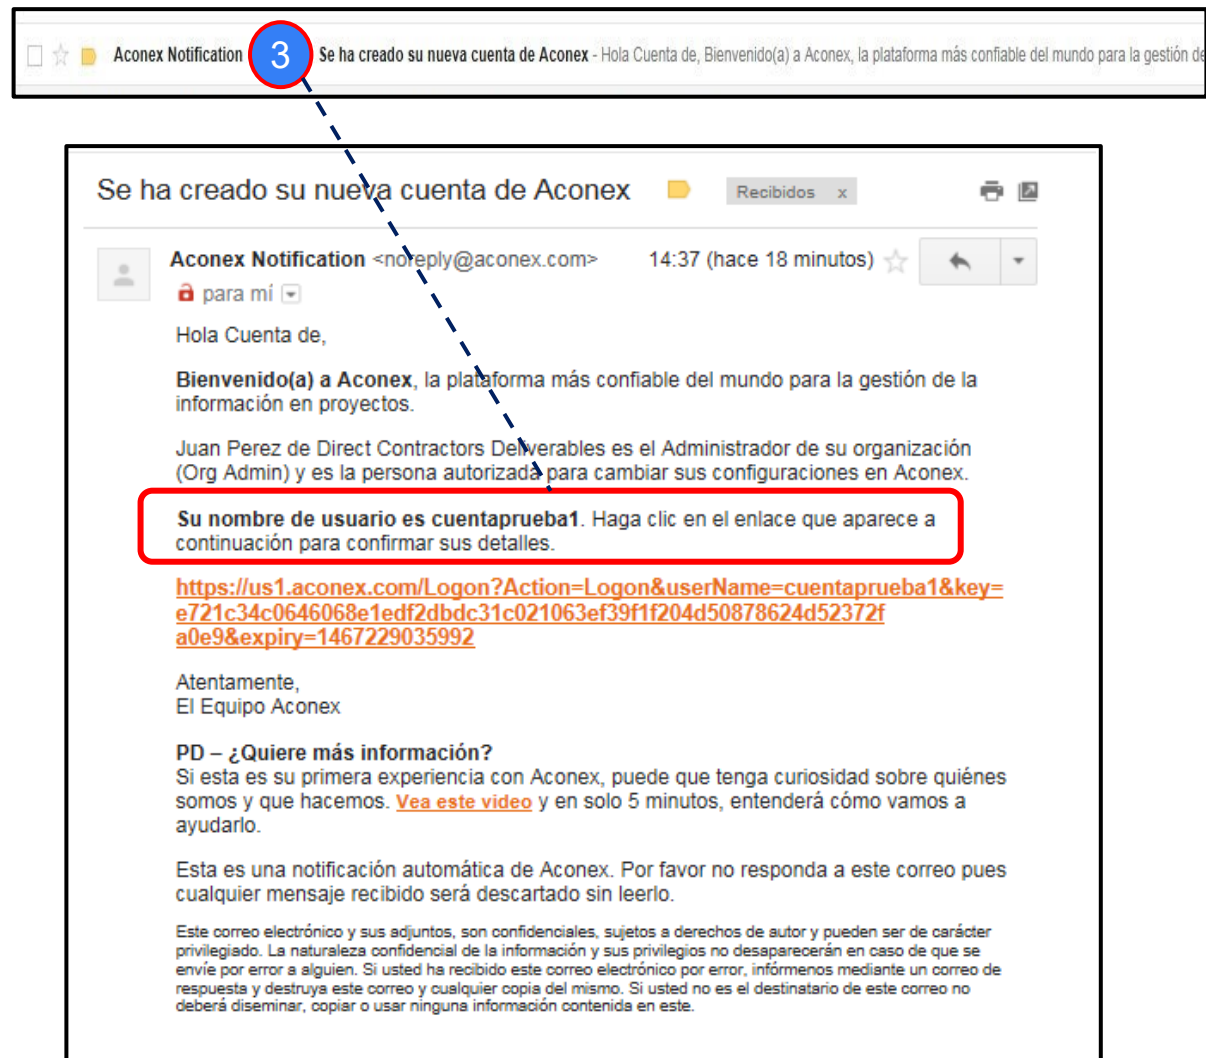 Aconex Notification 3 Se ha creado su nueva cuenta de Aconex - Hola Cuenta de, Bienvenido(a) a Aconex, la plataforma más confiable del mundo para la gestión de
Se ha creado su nueva cuenta de Aconex Recibidos x
Aconex Notification <noreply@aconex.com> 14:37 (hace 18 minutos)
para mí
Hola Cuenta de,
Bienvenido(a) a Aconex, la plataforma más confiable del mundo para la gestión de la
información en proyectos.
Juan Perez de Direct Contractors Deliverables es el Administrador de su organización
(Org Admin) y es la persona autorizada para cambiar sus configuraciones en Aconex.
Su nombre de usuario es cuentaprueba1. Haga clic en el enlace que aparece a
continuación para confirmar sus detalles.
https://us1.aconex.com/Logon?Action=Logon&userName=cuentaprueba1&key=
e721c34c0646068e1edf2dbdc31c021063ef39f1f204d50878624d52372f
a0e9&expiry=1467229035992
Atentamente,
El Equipo Aconex
PD – ¿Quiere más información?
Si esta es su primera experiencia con Aconex, puede que tenga curiosidad sobre quiénes
somos y que hacemos. Vea este video y en solo 5 minutos, entenderá cómo vamos a
ayudarlo.
Esta es una notificación automática de Aconex. Por favor no responda a este correo pues
cualquier mensaje recibido será descartado sin leerlo.
Este correo electrónico y sus adjuntos, son confidenciales, sujetos a derechos de autor y pueden ser de carácter
privilegiado. La naturaleza confidencial de la información y sus privilegios no desaparecerán en caso de que se
envíe por error a alguien. Si usted ha recibido este correo electrónico por error, infórmenos mediante un correo de
respuesta y destruya este correo y cualquier copia del mismo. Si usted no es el destinatario de este correo no
deberá diseminar, copiar o usar ninguna información contenida en este.